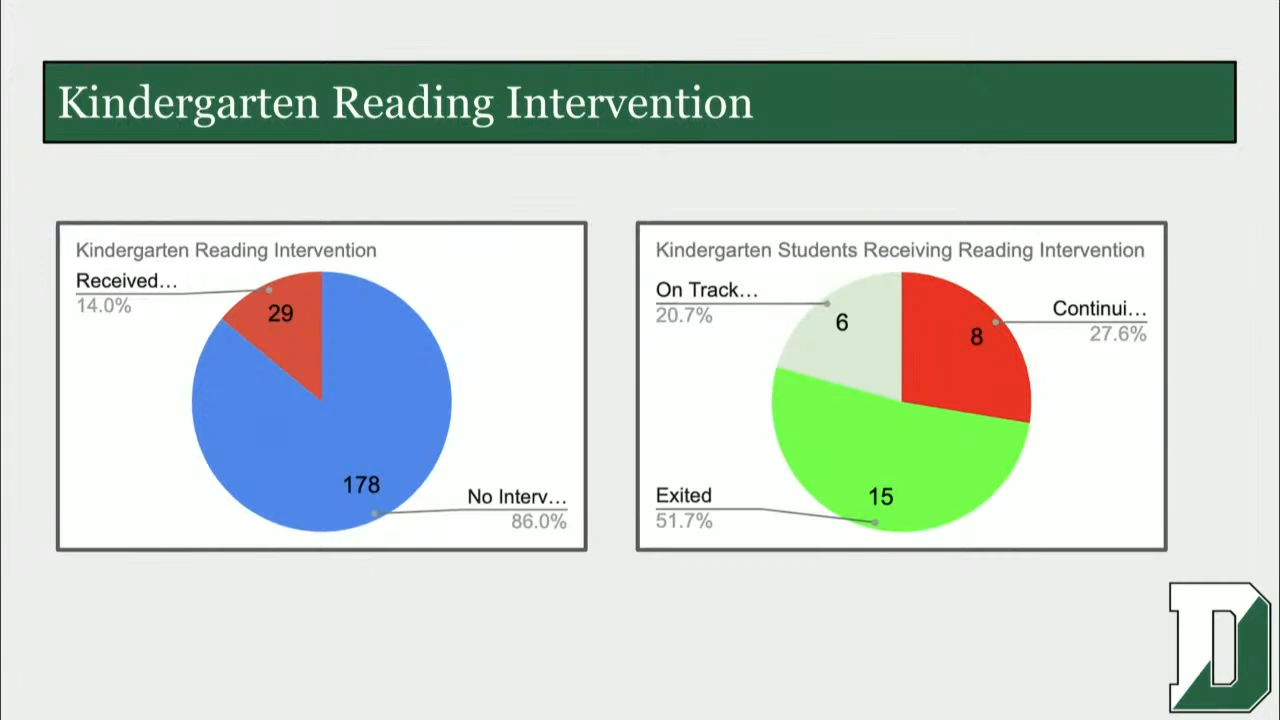 Kindergarten Reading Intervention
Kindergarten Reading Intervention
Received…
14.0%
29
178
No Interv…
86.0%
Kindergarten Students Receiving Reading Intervention
On Track…
20.7%
6
Continui…
8
27.6%
Exited
15
51.7%
D